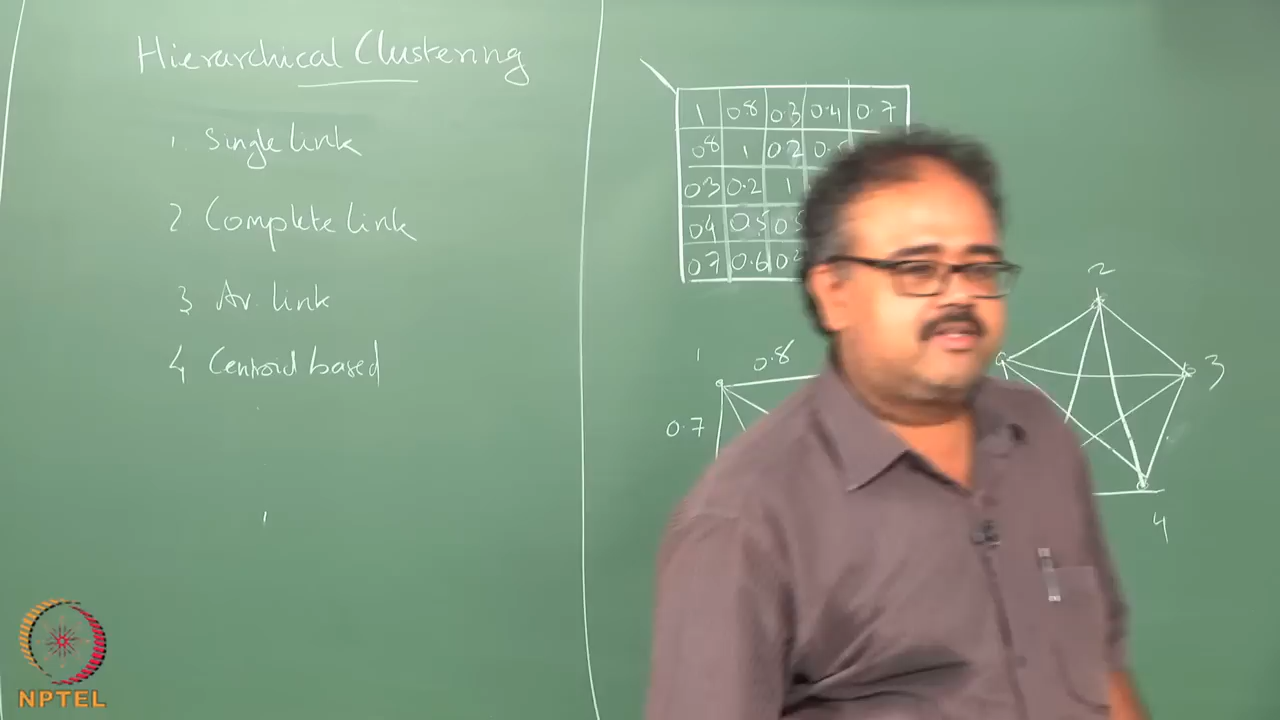 Hierarchical Clustering
1. Single link
2 Complete link
3 Av. link
4 Centroid based
1 0.8 0.3 0.4 0.7
0.8 1 0.2
0.3 0.2 1
0.4 0.5
0.7 0.6
2
3
4
1 0.8
0.7
NPTEL